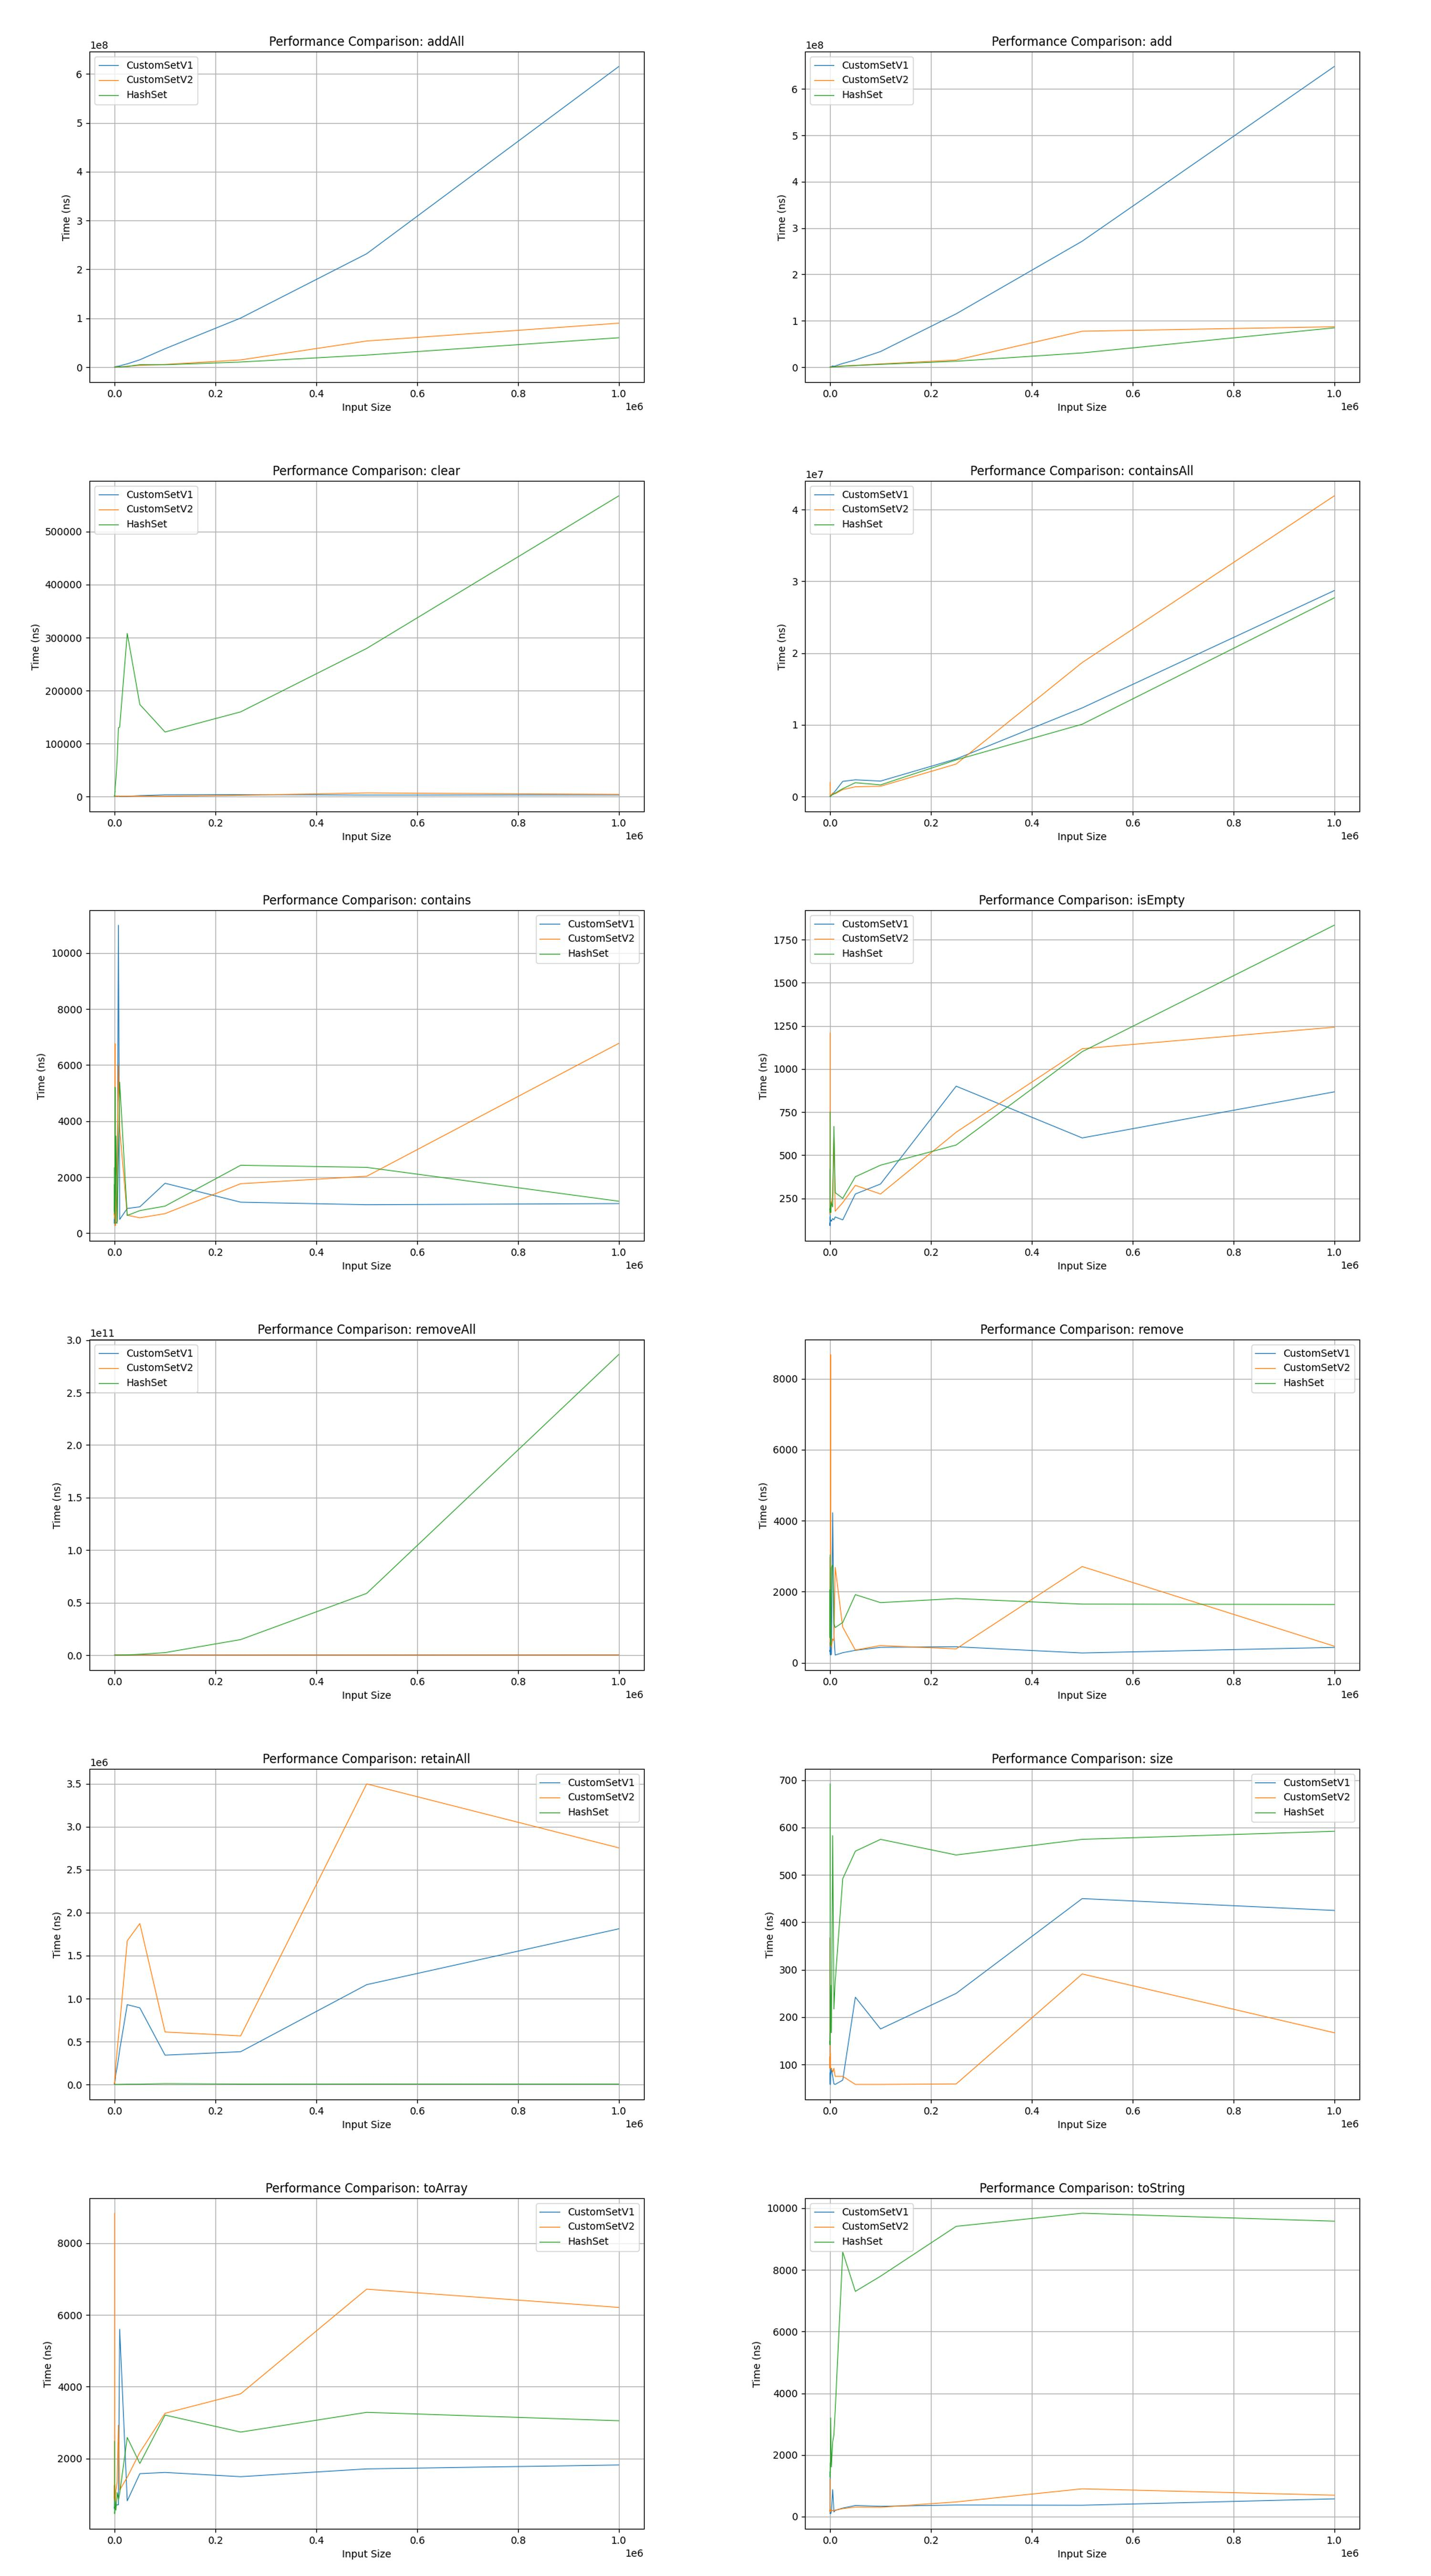 Performance Comparison: addAll
1e8
CustomSetV1
CustomSetV2
HashSet
6
5
4
3
2
1
0
Time (ns)
0.0 0.2 0.4 0.6 0.8 1.0
1e6
Input Size
Performance Comparison: add
1e8
CustomSetV1
CustomSetV2
HashSet
6
5
4
3
2
1
0
Time (ns)
0.0 0.2 0.4 0.6 0.8 1.0
1e6
Input Size
Performance Comparison: clear
CustomSetV1
CustomSetV2
HashSet
500000
400000
300000
200000
100000
0
Time (ns)
0.0 0.2 0.4 0.6 0.8 1.0
1e6
Input Size
Performance Comparison: containsAll
1e7
CustomSetV1
CustomSetV2
HashSet
4
3
2
1
0
Time (ns)
0.0 0.2 0.4 0.6 0.8 1.0
1e6
Input Size
Performance Comparison: contains
CustomSetV1
CustomSetV2
HashSet
10000
8000
6000
4000
2000
0
Time (ns)
0.0 0.2 0.4 0.6 0.8 1.0
1e6
Input Size
Performance Comparison: isEmpty
CustomSetV1
CustomSetV2
HashSet
1750
1500
1250
1000
750
500
250
Time (ns)
0.0 0.2 0.4 0.6 0.8 1.0
1e6
Input Size
Performance Comparison: removeAll
1e11
CustomSetV1
CustomSetV2
HashSet
3.0
2.5
2.0
1.5
1.0
0.5
0.0
Time (ns)
0.0 0.2 0.4 0.6 0.8 1.0
1e6
Input Size
Performance Comparison: remove
CustomSetV1
CustomSetV2
HashSet
8000
6000
4000
2000
0
Time (ns)
0.0 0.2 0.4 0.6 0.8 1.0
1e6
Input Size
Performance Comparison: retainAll
1e6
CustomSetV1
CustomSetV2
HashSet
3.5
3.0
2.5
2.0
1.5
1.0
0.5
0.0
Time (ns)
0.0 0.2 0.4 0.6 0.8 1.0
1e6
Input Size
Performance Comparison: size
CustomSetV1
CustomSetV2
HashSet
700
600
500
400
300
200
100
Time (ns)
0.0 0.2 0.4 0.6 0.8 1.0
1e6
Input Size
Performance Comparison: toArray
CustomSetV1
CustomSetV2
HashSet
8000
6000
4000
2000
Time (ns)
0.0 0.2 0.4 0.6 0.8 1.0
1e6
Input Size
Performance Comparison: toString
CustomSetV1
CustomSetV2
HashSet
10000
8000
6000
4000
2000
0
Time (ns)
0.0 0.2 0.4 0.6 0.8 1.0
1e6
Input Size